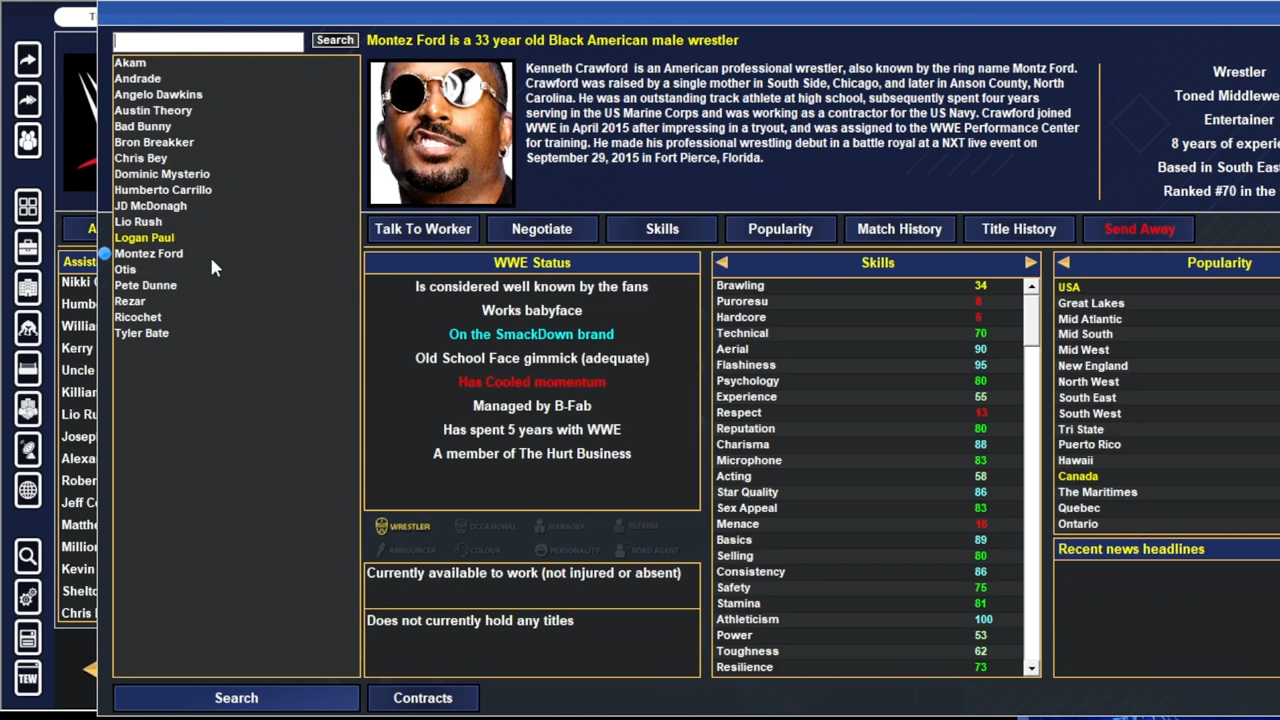 T
Search
Montez Ford is a 33 year old Black American male wrestler
Akam
Andrade
Angelo Dawkins
Austin Theory
Bad Bunny
Bron Breakker
Chris Bey
Dominic Mysterio
Humberto Carrillo
JD McDonagh
Lio Rush
Logan Paul
Montez Ford
Otis
Pete Dunne
Rezar
Ricochet
Tyler Bate
Kenneth Crawford is an American professional wrestler, also known by the ring name Montz Ford.
Crawford was raised by a single mother in South Side, Chicago, and later in Anson County, North
Carolina. He was an outstanding track athlete at high school, subsequently spent four years
serving in the US Marine Corps and was working as a contractor for the US Navy. Crawford joined
WWE in April 2015 after impressing in a tryout, and was assigned to the WWE Performance Center
for training. He made his professional wrestling debut in a battle royal at a NXT live event on
September 29, 2015 in Fort Pierce, Florida.
Wrestler
Toned Middlewe
Entertainer
8 years of experie
Based in South East
Ranked #70 in the
Talk To Worker
Negotiate
Skills
Popularity
Match History
Title History
Send Away
A
Assist
Nikki C
Humb
Willia
Kerry
Uncle
Killian
Lio Ru
Josep
Alexa
Rober
Jeff C
Matth
Million
Kevin
Shelto
Chris
WWE Status
Is considered well known by the fans
Works babyface
On the SmackDown brand
Old School Face gimmick (adequate)
Has Cooled momentum
Managed by B-Fab
Has spent 5 years with WWE
A member of The Hurt Business
WRESTLER OCCASIONAL MANAGER REFEREE
ANNOUNCER COLOUR PERSONALITY ROAD AGENT
Currently available to work (not injured or absent)
Does not currently hold any titles
Skills
Brawling 34
Puroresu 8
Hardcore 5
Technical 70
Aerial 90
Flashiness 95
Psychology 80
Experience 55
Respect 13
Reputation 80
Charisma 88
Microphone 83
Acting 58
Star Quality 86
Sex Appeal 83
Menace 16
Basics 89
Selling 80
Consistency 86
Safety 75
Stamina 81
Athleticism 100
Power 53
Toughness 62
Resilience 73
Popularity
USA
Great Lakes
Mid Atlantic
Mid South
Mid West
New England
North West
South East
South West
Tri State
Puerto Rico
Hawaii
Canada
The Maritimes
Quebec
Ontario
Recent news headlines
Search
Contracts
TEW